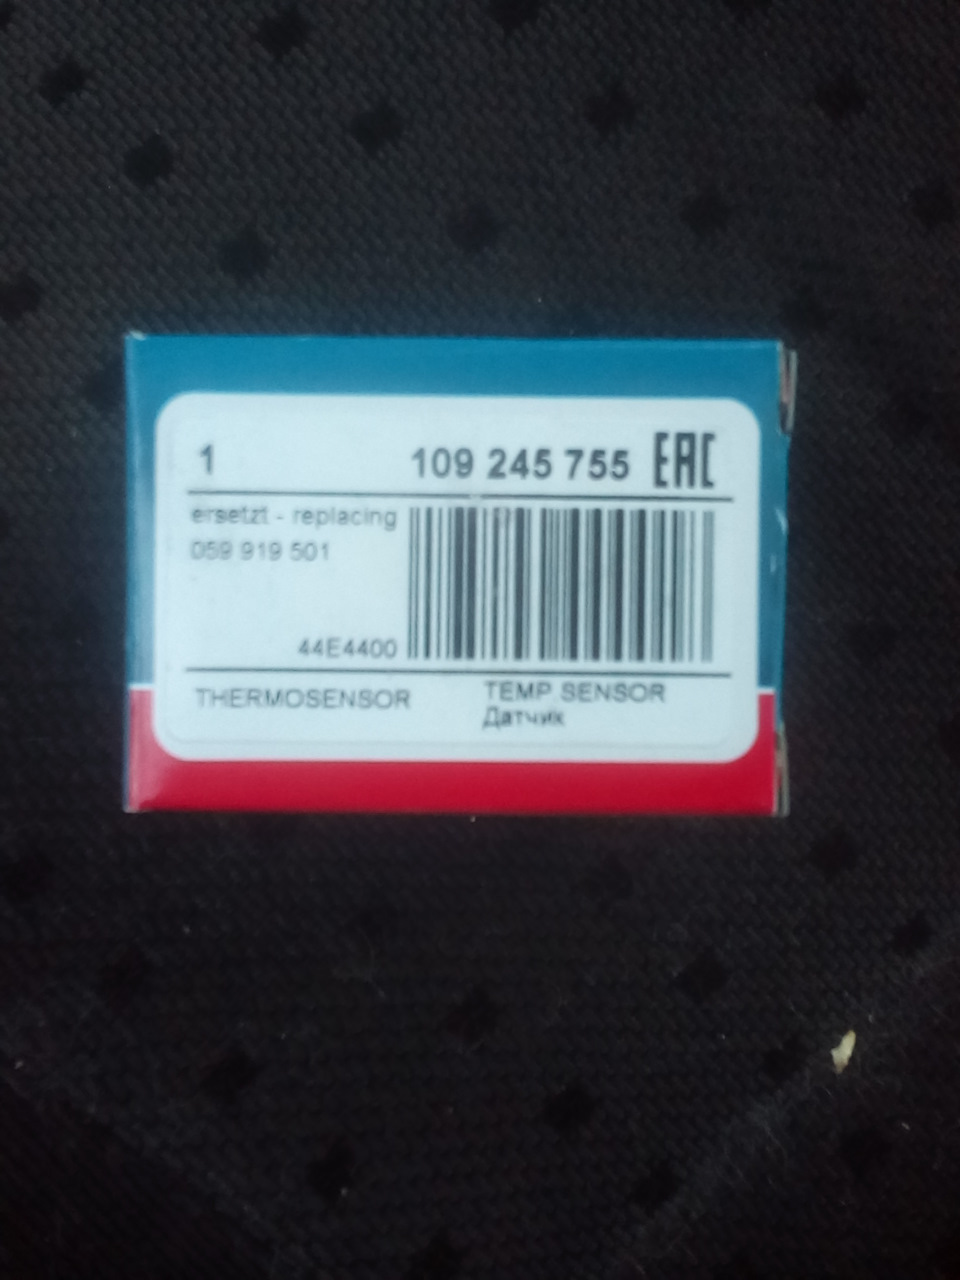 1 109 245 755 EAC
ersetzt - replacing
059 919 501
44E4400
THERMOSENSOR TEMP SENSOR
Датчик